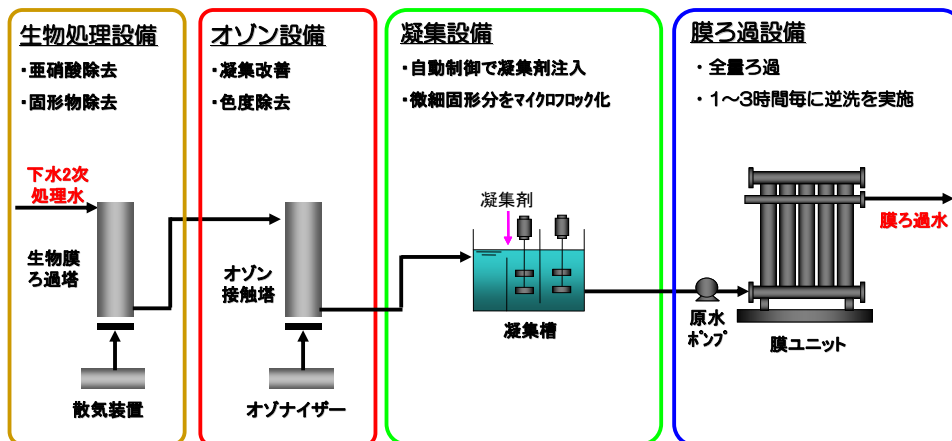 生物処理設備
・亜硝酸除去
・固形物除去
下水2次
処理水
生物膜
ろ過塔
散気装置
オゾン設備
・凝集改善
・色度除去
オゾン
接触塔
オゾナイザー
凝集設備
・自動制御で凝集剤注入
・微細固形分をﾏｲｸﾛﾌﾛｯｸ化
凝集剤
凝集槽
膜ろ過設備
・全量ろ過
・１～３時間毎に逆洗を実施
膜ろ過水
原水
ﾎﾟﾝﾌﾟ
膜ユニット